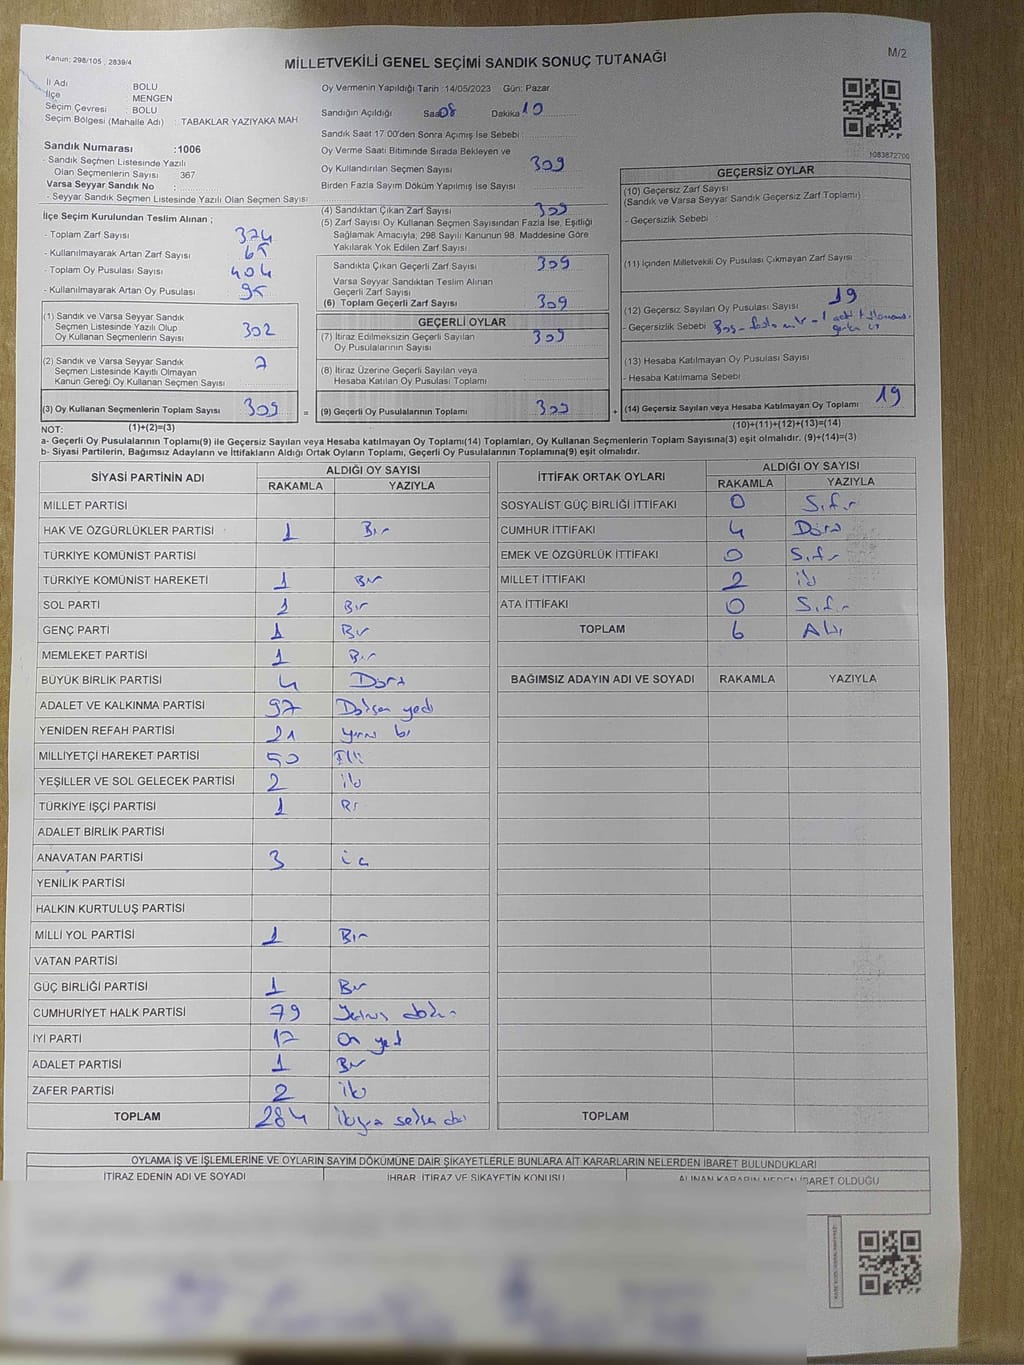 Kanun: 298/105 , 2839/4
MİLLETVEKİLİ GENEL SEÇİMİ SANDIK SONUÇ TUTANAĞI
M/2
İl Adı BOLU
İlçe MENGEN
Seçim Çevresi : BOLU
Seçim Bölgesi (Mahalle Adı) : TABAKLAR YAZIYAKA MAH
Oy Vermenin Yapıldığı Tarih :14/05/2023 Gün: Pazar
Sandığın Açıldığı Saat 08 Dakika 10
Sandık Saat 17:00'den Sonra Açımış İse Sebebi :
Sandık Numarası :1006
- Sandık Seçmen Listesinde Yazılı
Olan Seçmenlerin Sayısı 367
Varsa Seyyar Sandık No :
- Seyyar Sandık Seçmen Listesinde Yazılı Olan Seçmen Sayısı
Oy Verme Saati Bitiminde Sırada Bekleyen ve
Oy Kullandırılan Seçmen Sayısı 309
Birden Fazla Sayım Döküm Yapılmış İse Sayısı
1083872700
İlçe Seçim Kurulundan Teslim Alınan ;
- Toplam Zarf Sayısı 374
- Kullanılmayarak Artan Zarf Sayısı 65
- Toplam Oy Pusulası Sayısı 404
- Kullanılmayarak Artan Oy Pusulası 95
(1) Sandık ve Varsa Seyyar Sandık
Seçmen Listesinde Yazılı Olup
Oy Kullanan Seçmenlerin Sayısı 302
(2) Sandık ve Varsa Seyyar Sandık
Seçmen Listesinde Kayıtlı Olmayan
Kanun Gereği Oy Kullanan Seçmen Sayısı 7
(3) Oy Kullanan Seçmenlerin Toplam Sayısı 309 =
(4) Sandıktan Çıkan Zarf Sayısı 309
(5) Zarf Sayısı Oy Kullanan Seçmen Sayısından Fazla İse, Eşitliği
Sağlamak Amacıyla, 298 Sayılı Kanunun 98. Maddesine Göre
Yakılarak Yok Edilen Zarf Sayısı
Sandıkta Çıkan Geçerli Zarf Sayısı 309
Varsa Seyyar Sandıktan Teslim Alınan
Geçerli Zarf Sayısı
(6) Toplam Geçerli Zarf Sayısı 309
GEÇERLİ OYLAR
(7) İtiraz Edilmeksizin Geçerli Sayılan
Oy Pusulalarının Sayısı 309
(8) İtiraz Üzerine Geçerli Sayılan veya
Hesaba Katılan Oy Pusulası Toplamı
(9) Geçerli Oy Pusulalarının Toplamı 309 +
GEÇERSİZ OYLAR
(10) Geçersiz Zarf Sayısı
(Sandık ve Varsa Seyyar Sandık Geçersiz Zarf Toplamı)
- Geçersizlik Sebebi :
(11) İçinden Milletvekili Oy Pusulası Çıkmayan Zarf Sayısı
(12) Geçersiz Sayılan Oy Pusulası Sayısı 19
- Geçersizlik Sebebi
(13) Hesaba Katılmayan Oy Pusulası Sayısı
- Hesaba Katılmama Sebebi
(14) Geçersiz Sayılan veya Hesaba Katılmayan Oy Toplamı 19
NOT: (1)+(2)=(3) (10)+(11)+(12)+(13)=(14)
a- Geçerli Oy Pusulalarının Toplamı(9) ile Geçersiz Sayılan veya Hesaba katılmayan Oy Toplamı(14) Toplamları, Oy Kullanan Seçmenlerin Toplam Sayısına(3) eşit olmalıdır. (9)+(14)=(3)
b- Siyasi Partilerin, Bağımsız Adayların ve İttifakların Aldığı Ortak Oyların Toplamı, Geçerli Oy Pusulalarının Toplamına(9) eşit olmalıdır.
SİYASİ PARTİNİN ADI ALDIĞI OY SAYISI
RAKAMLA YAZIYLA
MİLLET PARTİSİ
HAK VE ÖZGÜRLÜKLER PARTİSİ 1 Bir
TÜRKİYE KOMÜNİST PARTİSİ
TÜRKİYE KOMÜNİST HAREKETİ 1 Bir
SOL PARTİ 1 Bir
GENÇ PARTİ 1 Bir
MEMLEKET PARTİSİ 1 Bir
BÜYÜK BİRLİK PARTİSİ 4 Dört
ADALET VE KALKINMA PARTİSİ 97 Doksan yedi
YENİDEN REFAH PARTİSİ 21 yirmi bi
MİLLİYETÇİ HAREKET PARTİSİ 50 Elli
YEŞİLLER VE SOL GELECEK PARTİSİ 2 iki
TÜRKİYE İŞÇİ PARTİSİ 1 Bir
ADALET BİRLİK PARTİSİ
ANAVATAN PARTİSİ 3 üç
YENİLİK PARTİSİ
HALKIN KURTULUŞ PARTİSİ
MİLLİ YOL PARTİSİ 1 Bir
VATAN PARTİSİ
GÜÇ BİRLİĞİ PARTİSİ 1 Bir
CUMHURİYET HALK PARTİSİ 79 Yetmiş dokuz
İYİ PARTİ 17 On yedi
ADALET PARTİSİ 1 Bir
ZAFER PARTİSİ 2 iki
TOPLAM 284 ikiyüz seksen dört
İTTİFAK ORTAK OYLARI ALDIĞI OY SAYISI
RAKAMLA YAZIYLA
SOSYALİST GÜÇ BİRLİĞİ İTTİFAKI 0 Sıfır
CUMHUR İTTİFAKI 4 Dört
EMEK VE ÖZGÜRLÜK İTTİFAKI 0 Sıfır
MİLLET İTTİFAKI 2 iki
ATA İTTİFAKI 0 Sıfır
TOPLAM 6 Altı
BAĞIMSIZ ADAYIN ADI VE SOYADI RAKAMLA YAZIYLA
TOPLAM
OYLAMA İŞ VE İŞLEMLERİNE VE OYLARIN SAYIM DÖKÜMÜNE DAİR ŞİKAYETLERLE BUNLARA AİT KARARLARIN NELERDEN İBARET BULUNDUKLARI
İTİRAZ EDENİN ADI VE SOYADI İHBAR, İTİRAZ VE ŞİKAYETİN KONUSU ALINAN KARARIN NEDEN İBARET OLDUĞU